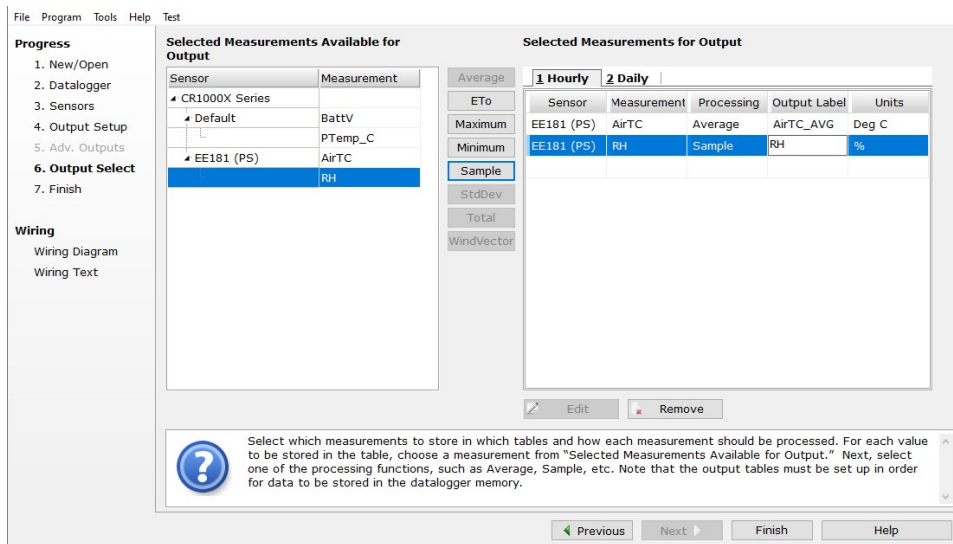 File Program Tools Help Test
Progress
1. New/Open
2. Datalogger
3. Sensors
4. Output Setup
5. Adv. Outputs
6. Output Select
7. Finish
Wiring
Wiring Diagram
Wiring Text
Selected Measurements Available for
Output
Sensor Measurement
CR1000X Series
Default BattV
PTemp_C
EE181 (PS) AirTC
RH
Average
ETo
Maximum
Minimum
Sample
StdDev
Total
WindVector
Selected Measurements for Output
1 Hourly 2 Daily
Sensor Measurement Processing Output Label Units
EE181 (PS) AirTC Average AirTC_AVG Deg C
EE181 (PS) RH Sample RH %
Edit Remove
Select which measurements to store in which tables and how each measurement should be processed. For each value
to be stored in the table, choose a measurement from "Selected Measurements Available for Output." Next, select
one of the processing functions, such as Average, Sample, etc. Note that the output tables must be set up in order
for data to be stored in the datalogger memory.
Previous Next Finish Help